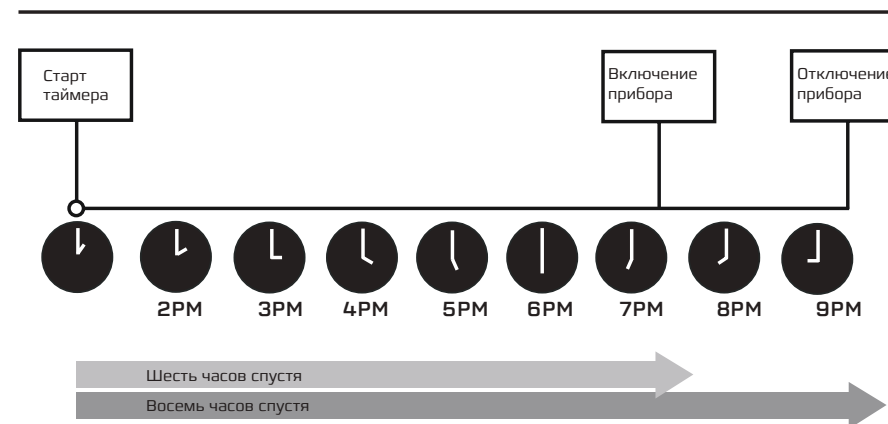 Старт
таймера
Включение
прибора
Отключение
прибора
2PM 3PM 4PM 5PM 6PM 7PM 8PM 9PM
Шесть часов спустя
Восемь часов спустя